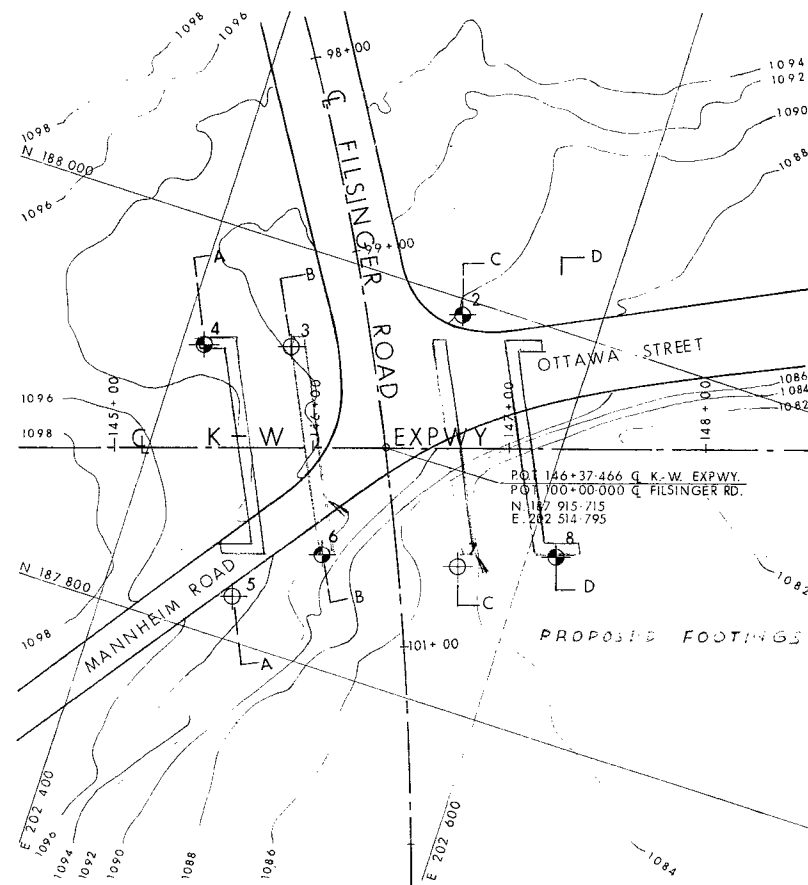 1098
1096
98+00
1094
1092
1090
1088
1098
N 188 000
1096
℄ FILSINGER ROAD
99+00
A
B
C
D
2
4
3
OTTAWA STREET
145+00
146+00
147+00
148+00
1086
1084
1082
1096
1098
℄ K-W EXPWY
P.O.T. 146+37·466 ℄ K.-W. EXPWY.
POT 100+00·000 ℄ FILSINGER RD.
N. 187 915·715
E. 202 514·795
6
7
8
N 187 800
5
B
C
D
1082
MANNHEIM ROAD
1098
101+00
PROPOSED FOOTINGS
A
E 202 400
1096
1094
1092
1090
1088
1086
E 202 600
1084